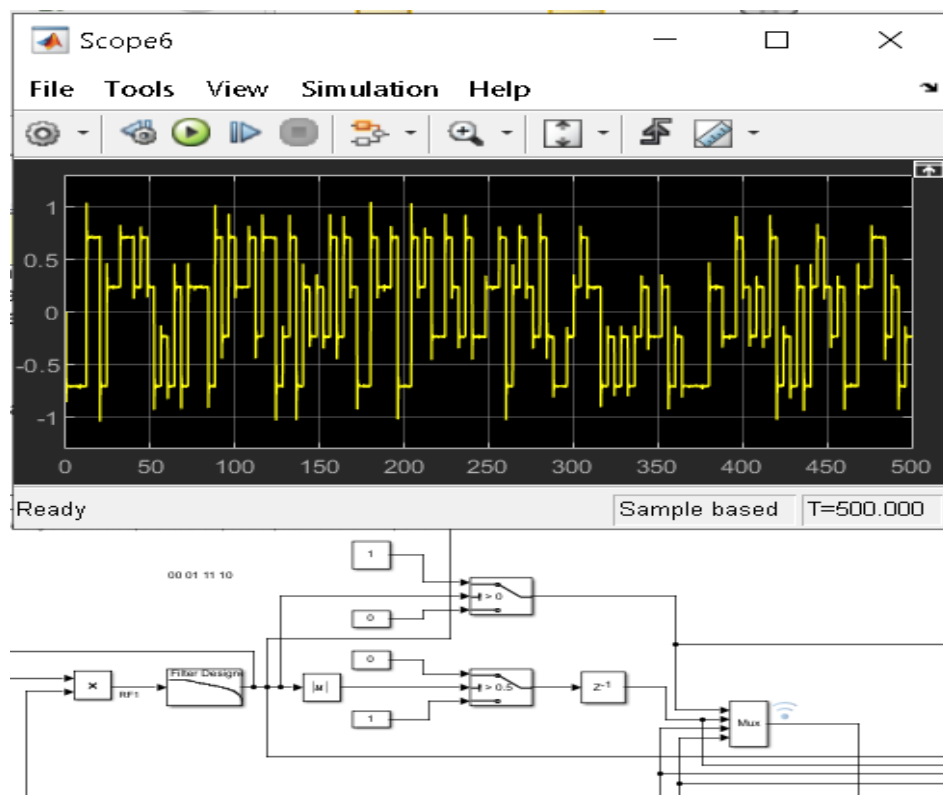 Scope6
File Tools View Simulation Help
1
0.5
0
-0.5
-1
0 50 100 150 200 250 300 350 400 450 500
Ready Sample based T=500.000
1
00 01 11 10
> 0
0
0
Filter Designe
× RF1 |u| > 0.5 z-1
1
Mux